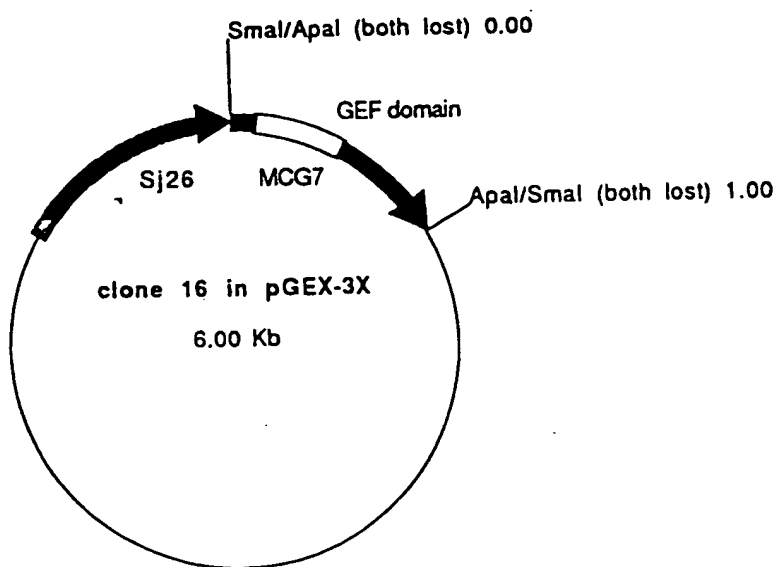 SmaI/ApaI (both lost) 0.00
GEF domain
Sj26
MCG7
ApaI/SmaI (both lost) 1.00
clone 16 in pGEX-3X
6.00 Kb